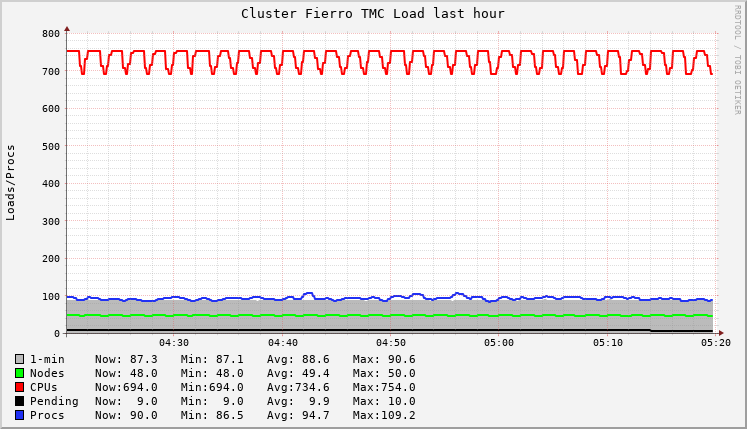 Cluster Fierro TMC Load last hour
RRDTOOL / TOBI OETIKER
Loads/Procs
800
700
600
500
400
300
200
100
0
04:30 04:40 04:50 05:00 05:10 05:20
1-min Now: 87.3 Min: 87.1 Avg: 88.6 Max: 90.6
Nodes Now: 48.0 Min: 48.0 Avg: 49.4 Max: 50.0
CPUs Now:694.0 Min:694.0 Avg:734.6 Max:754.0
Pending Now: 9.0 Min: 9.0 Avg: 9.9 Max: 10.0
Procs Now: 90.0 Min: 86.5 Avg: 94.7 Max:109.2